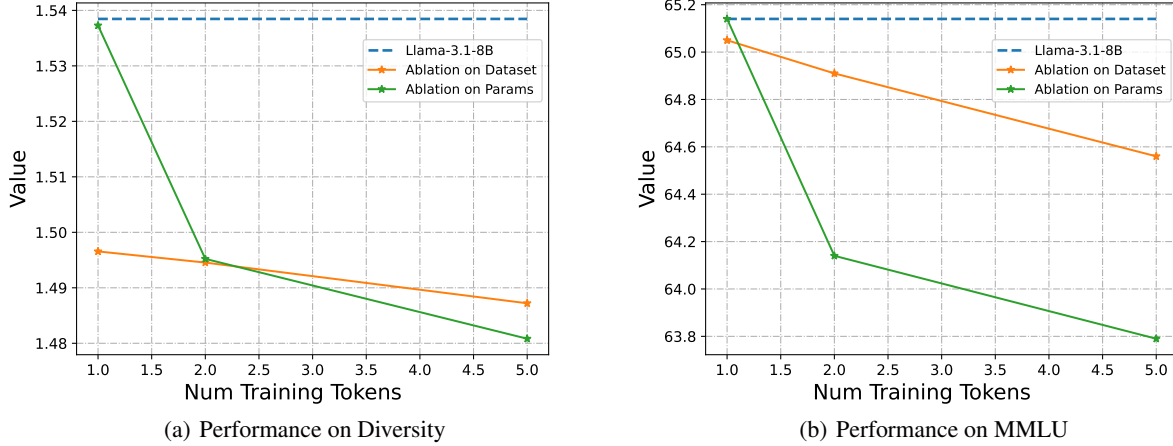 1.54
1.53
1.52
1.51
1.50
1.49
1.48
Value
Llama-3.1-8B
Ablation on Dataset
Ablation on Params
1.0 1.5 2.0 2.5 3.0 3.5 4.0 4.5 5.0
Num Training Tokens
(a) Performance on Diversity
65.2
65.0
64.8
64.6
64.4
64.2
64.0
63.8
Value
Llama-3.1-8B
Ablation on Dataset
Ablation on Params
1.0 1.5 2.0 2.5 3.0 3.5 4.0 4.5 5.0
Num Training Tokens
(b) Performance on MMLU